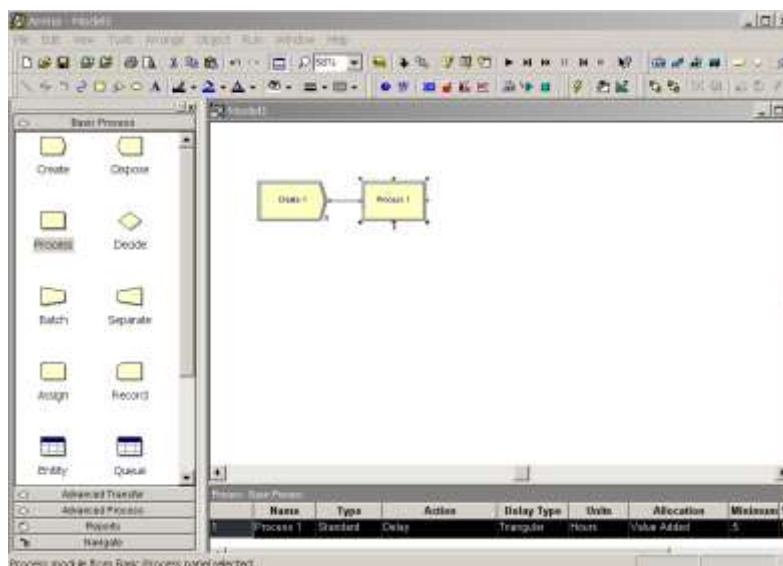 Arena - Model2
File Edit View Tools Arrange Object Run Window Help
58%
Basic Process
Create Dispose
Process Decide
Batch Separate
Assign Record
Entity Queue
Advanced Transfer
Advanced Process
Reports
Navigate
Model2
Create 1
Process 1
Process - Basic Process
Name Type Action Delay Type Units Allocation Minimum
1 Process 1 Standard Delay Triangular Hours Value Added .5
Process module from Basic Process panel selected.